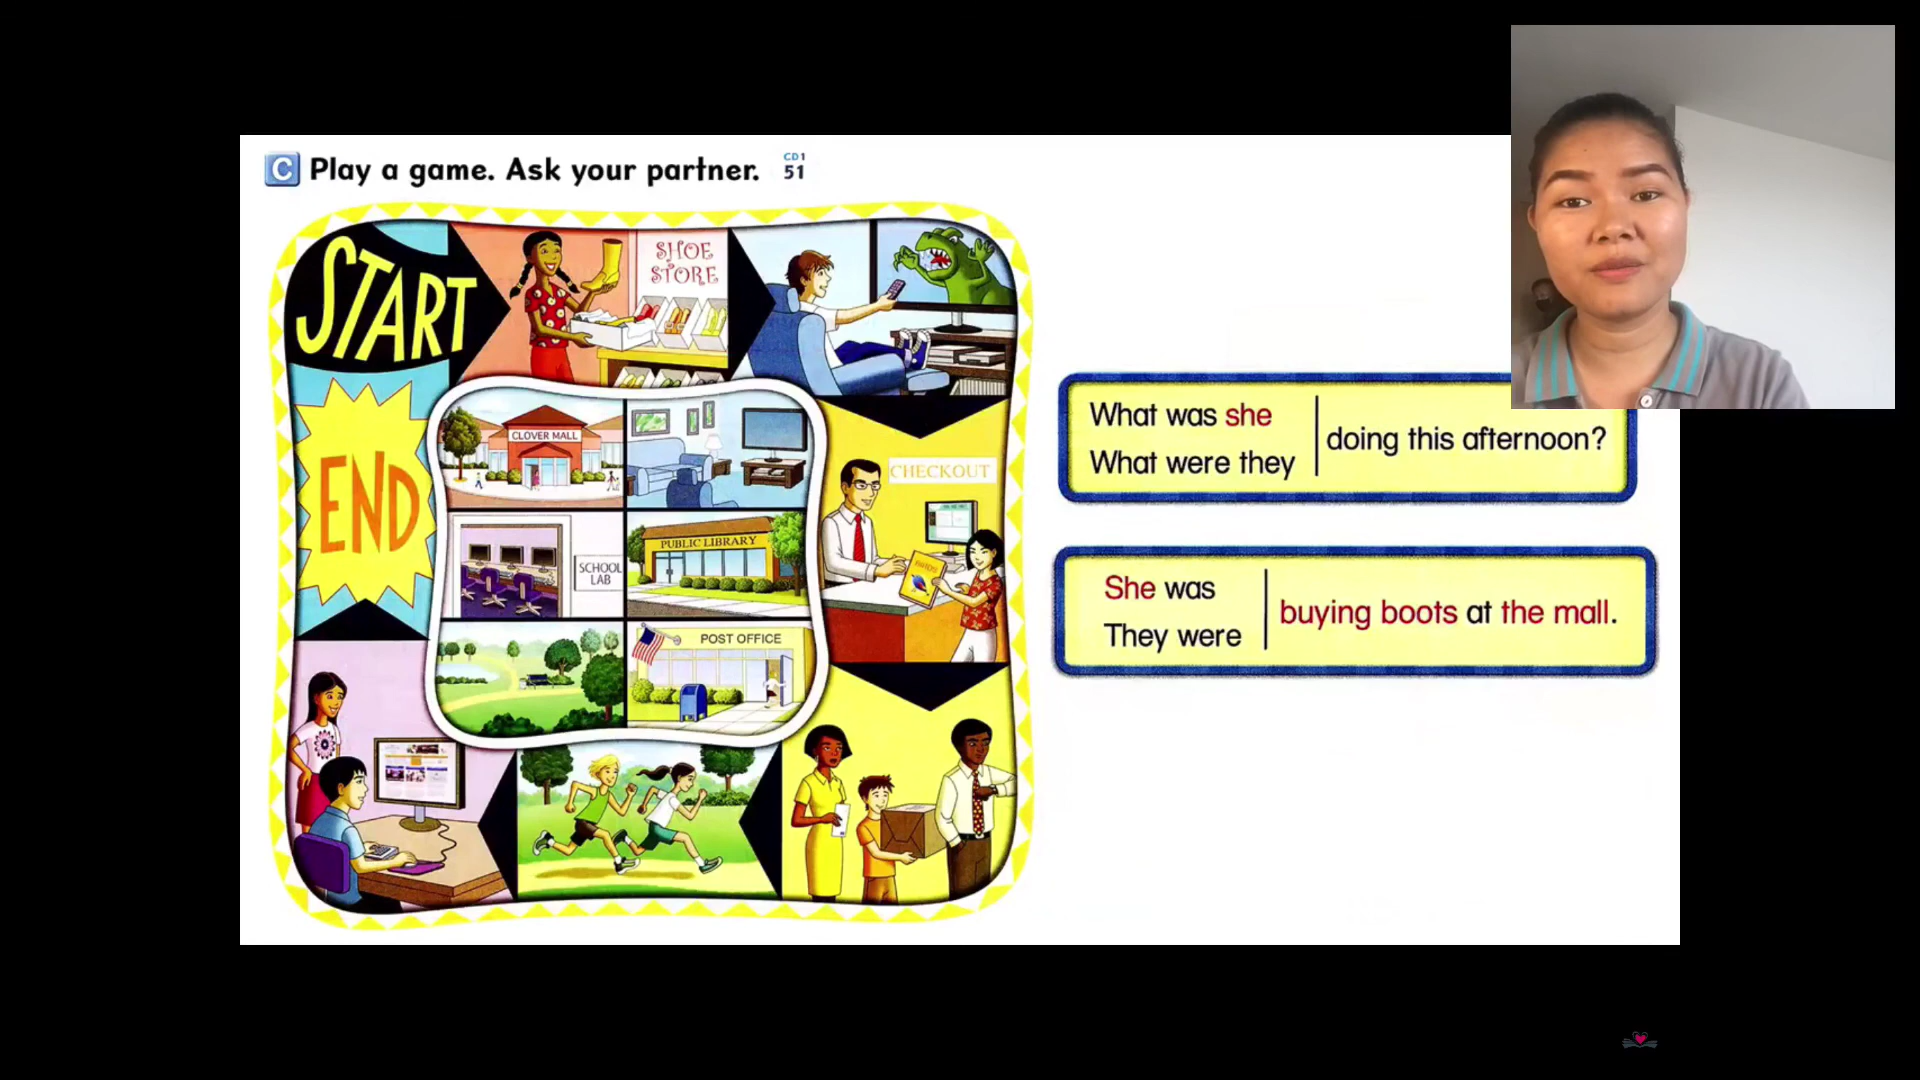 C Play a game. Ask your partner. CD1 51
START
SHOE
STORE
CLOVER MALL
CHECKOUT
END
PUBLIC LIBRARY
SCHOOL
LAB
BIRDS
POST OFFICE
What was she
What were they
doing this afternoon?
She was
They were
buying boots at the mall.